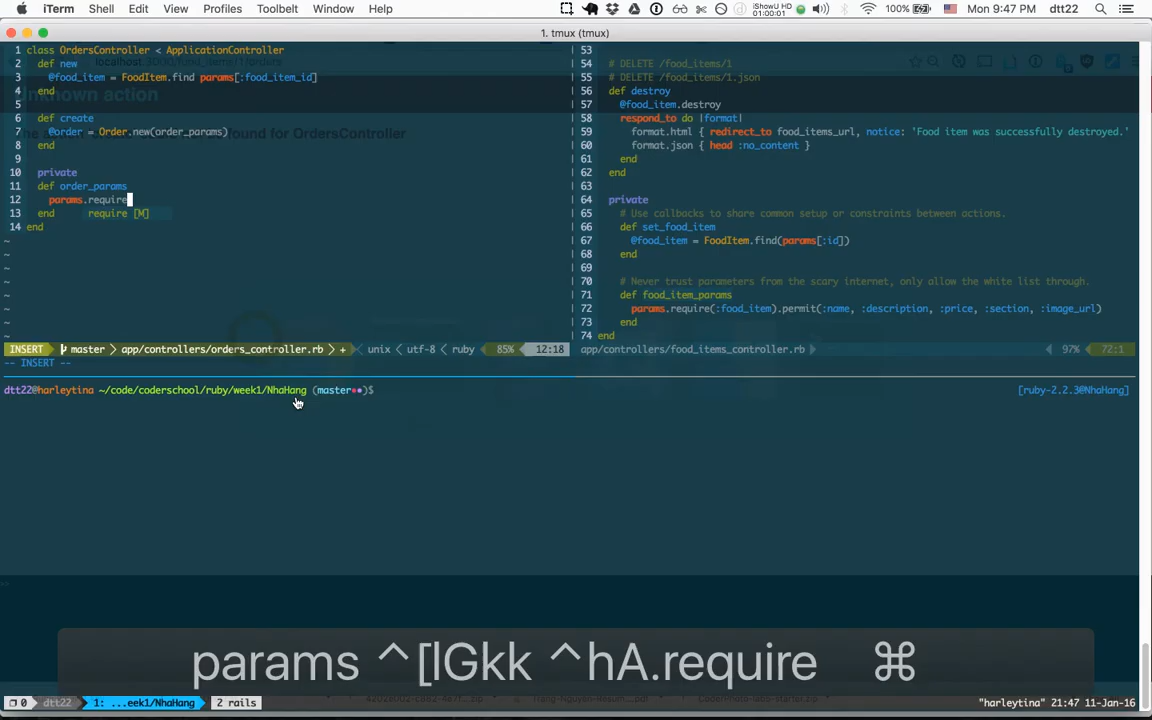 iTerm Shell Edit View Profiles Toolbelt Window Help iShowU HD 01:00:01 100% Mon 9:47 PM dtt22
1. tmux (tmux)
1 class OrdersController < ApplicationController
2 def new
3 @food_item = FoodItem.find params[:food_item_id]
4 end
5
6 def create
7 @order = Order.new(order_params)
8 end
9
10 private
11 def order_params
12 params.require
13 end require [M]
14 end
~
~
~
~
~
~
~
~
53
54 # DELETE /food_items/1
55 # DELETE /food_items/1.json
56 def destroy
57 @food_item.destroy
58 respond_to do |format|
59 format.html { redirect_to food_items_url, notice: 'Food item was successfully destroyed.'
60 format.json { head :no_content }
61 end
62 end
63
64 private
65 # Use callbacks to share common setup or constraints between actions.
66 def set_food_item
67 @food_item = FoodItem.find(params[:id])
68 end
69
70 # Never trust parameters from the scary internet, only allow the white list through.
71 def food_item_params
72 params.require(:food_item).permit(:name, :description, :price, :section, :image_url)
73 end
74 end
INSERT master app/controllers/orders_controller.rb + unix utf-8 ruby 85% 12:18 app/controllers/food_items_controller.rb 97% 72:1
-- INSERT --
dtt22@harleytina ~/code/coderschool/ruby/week1/NhaHang (master••)$ [ruby-2.2.3@NhaHang]
params ^[lGkk ^hA.require ⌘
0 dtt22 1: ...eek1/NhaHang 2 rails "harleytina" 21:47 11-Jan-16